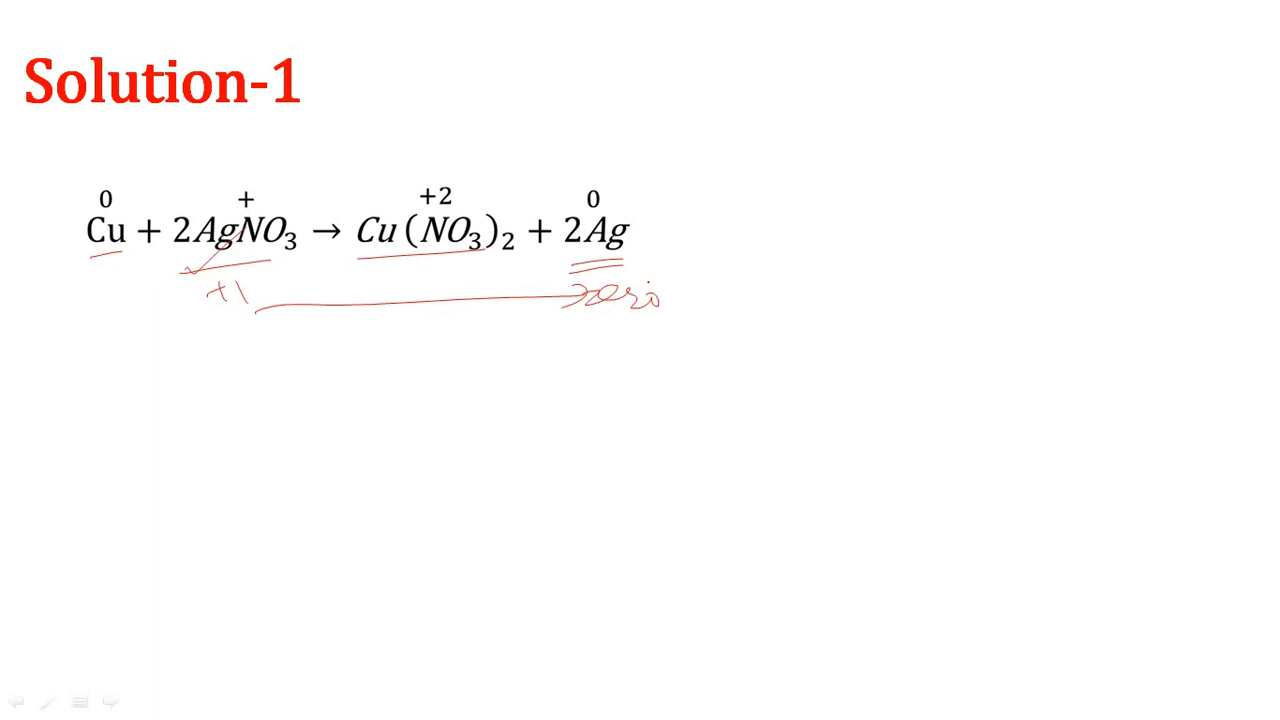 Solution-1
0 + +2 0
Cu + 2AgNO₃ → Cu(NO₃)₂ + 2Ag
+1 zero